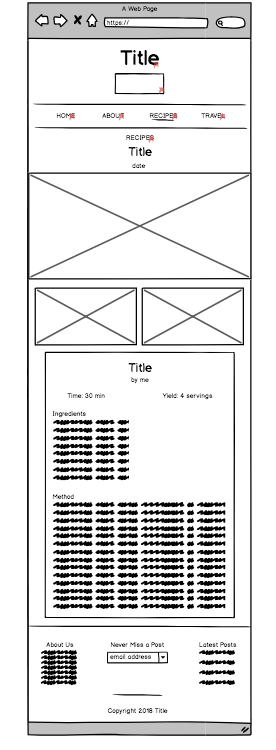 A Web Page
https://
Title
HOME ABOUT RECIPES TRAVEL
RECIPES
Title
date
Title
by me
Time: 30 min Yield: 4 servings
Ingredients
Method
About Us Never Miss a Post Latest Posts
email address
Copyright 2018 Title